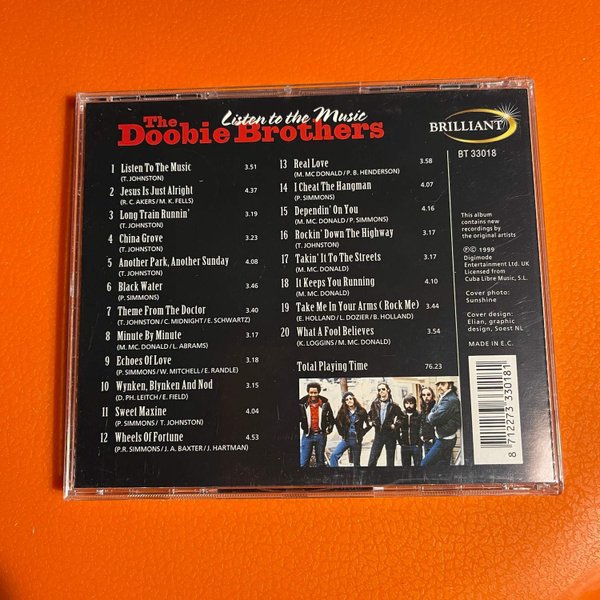 Listen to the Music
The
Doobie Brothers
BRILLIANT
BT 33018
1 Listen To The Music 3.51
(T. JOHNSTON)
2 Jesus Is Just Alright 4.37
(R. C. AKERS/M. K. FELLS)
3 Long Train Runnin' 3.19
(T. JOHNSTON)
4 China Grove 3.23
(T. JOHNSTON)
5 Another Park, Another Sunday 4.08
(T. JOHNSTON)
6 Black Water 3.46
(P. SIMMONS)
7 Theme From The Doctor 3.40
(T. JOHNSTON/C. MIDNIGHT/E. SCHWARTZ)
8 Minute By Minute 3.17
(M. MC. DONALD/L. ABRAMS)
9 Echoes Of Love 3.18
(P. SIMMONS/W. MITCHELL/E. RANDLE)
10 Wynken, Blynken And Nod 3.15
(D. PH. LEITCH/E. FIELD)
11 Sweet Maxine 4.04
(P. SIMMONS/T. JOHNSTON)
12 Wheels Of Fortune 4.53
(P.R. SIMMONS/J. A. BAXTER/J. HARTMAN)
13 Real Love 3.58
(M. MC DONALD/P. B. HENDERSON)
14 I Cheat The Hangman 4.07
(P. SIMMONS)
15 Dependin' On You 4.16
(M. MC. DONALD/P. SIMMONS)
16 Rockin' Down The Highway 3.17
(T. JOHNSTON)
17 Takin' It To The Streets 3.17
(M. MC. DONALD)
18 It Keeps You Running 4.10
(M. MC. DONALD)
19 Take Me In Your Arms (Rock Me) 3.44
(E. HOLLAND/L. DOZIER/B. HOLLAND)
20 What A Fool Believes 3.54
(K. LOGGINS/M. MC. DONALD)
Total Playing Time 76.23
This album
contains new
recordings by
the original artists
℗© 1999
Digimode
Entertainment Ltd. UK
Licensed from
Cuba Libre Music, S.L.
Cover photo:
Sunshine
Cover design:
Elian, graphic
design, Soest NL
MADE IN E.C.
8 712273 330181